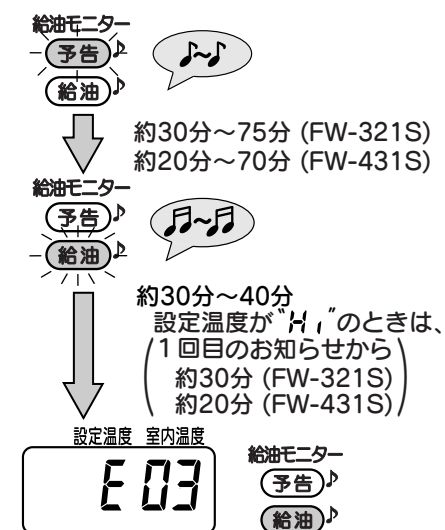 給油モニター
予告♪
♪~♪
給油♪
約30分～75分 (FW-321S)
約20分～70分 (FW-431S)
給油モニター
予告♪
♬~♬
給油♪
約30分～40分
設定温度が"Hi"のときは、
(1回目のお知らせから
約30分 (FW-321S)
約20分 (FW-431S))
設定温度 室内温度
E 03
給油モニター
予告♪
給油♪